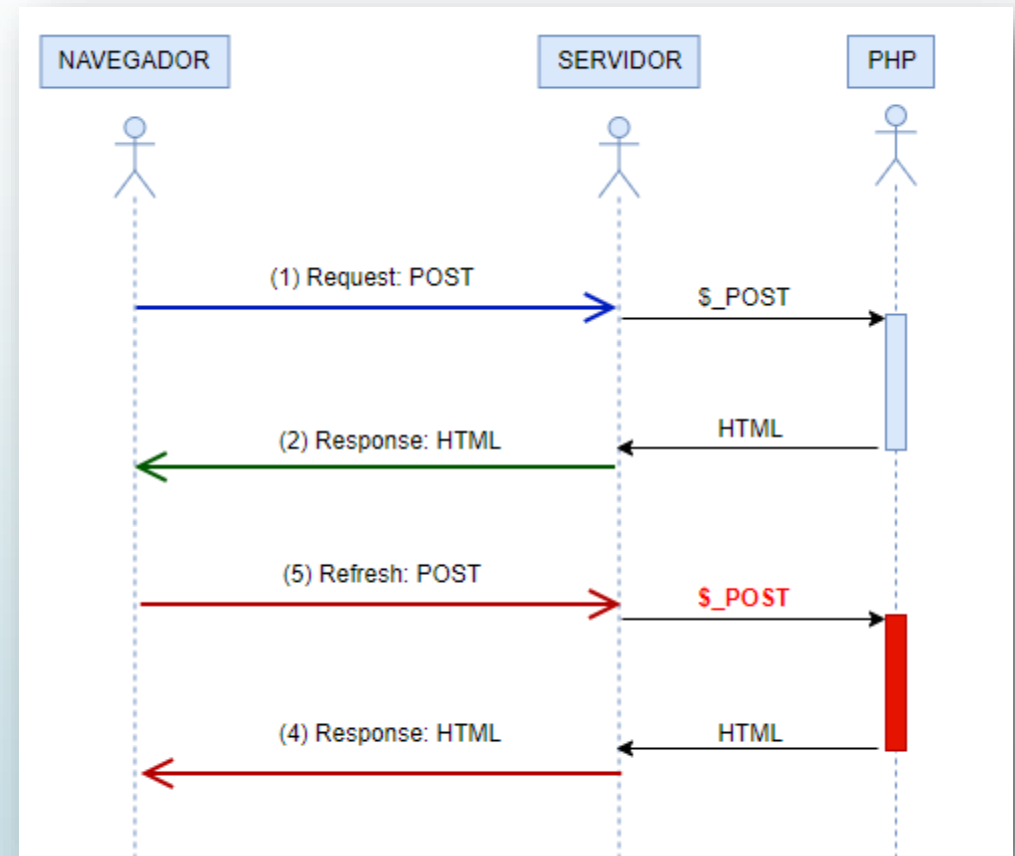 NAVEGADOR
SERVIDOR
PHP
(1) Request: POST
$_POST
(2) Response: HTML
HTML
(5) Refresh: POST
$_POST
(4) Response: HTML
HTML